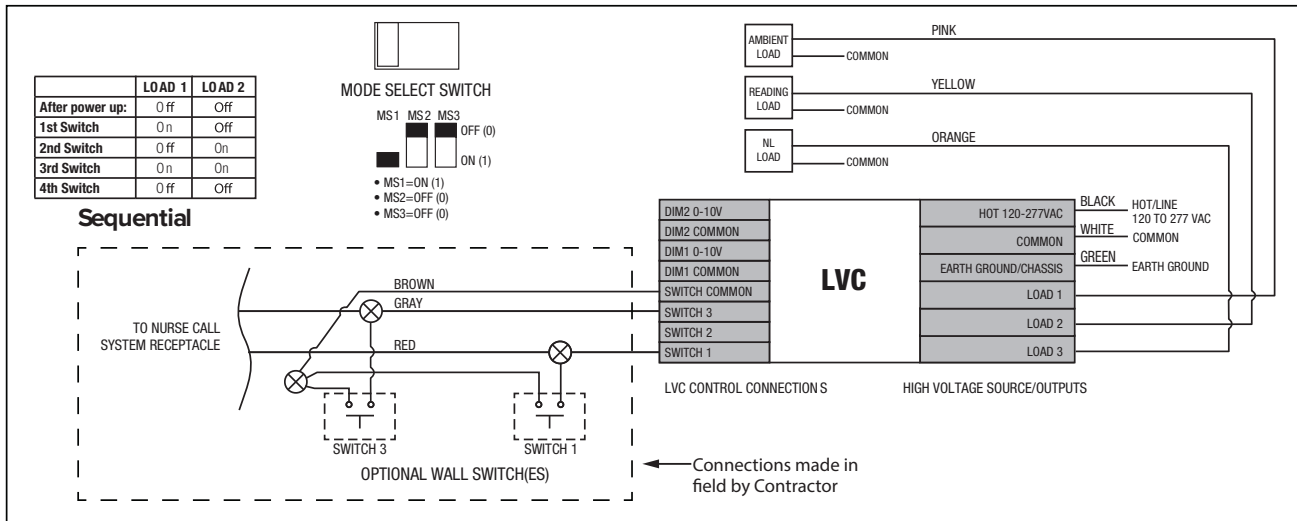 LOAD 1 LOAD 2
After power up: Off Off
1st Switch On Off
2nd Switch Off On
3rd Switch On On
4th Switch Off Off
Sequential
MODE SELECT SWITCH
MS1 MS2 MS3
OFF (0)
ON (1)
• MS1=ON (1)
• MS2=OFF (0)
• MS3=OFF (0)
AMBIENT
LOAD
PINK
COMMON
READING
LOAD
YELLOW
COMMON
NL
LOAD
ORANGE
COMMON
DIM2 0-10V
DIM2 COMMON
DIM1 0-10V
DIM1 COMMON
SWITCH COMMON
SWITCH 3
SWITCH 2
SWITCH 1
LVC
HOT 120-277VAC
COMMON
EARTH GROUND/CHASSIS
LOAD 1
LOAD 2
LOAD 3
BLACK HOT/LINE
120 TO 277 VAC
WHITE COMMON
GREEN EARTH GROUND
LVC CONTROL CONNECTIONS
HIGH VOLTAGE SOURCE/OUTPUTS
BROWN
GRAY
RED
TO NURSE CALL
SYSTEM RECEPTACLE
SWITCH 3
SWITCH 1
OPTIONAL WALL SWITCH(ES)
Connections made in
field by Contractor